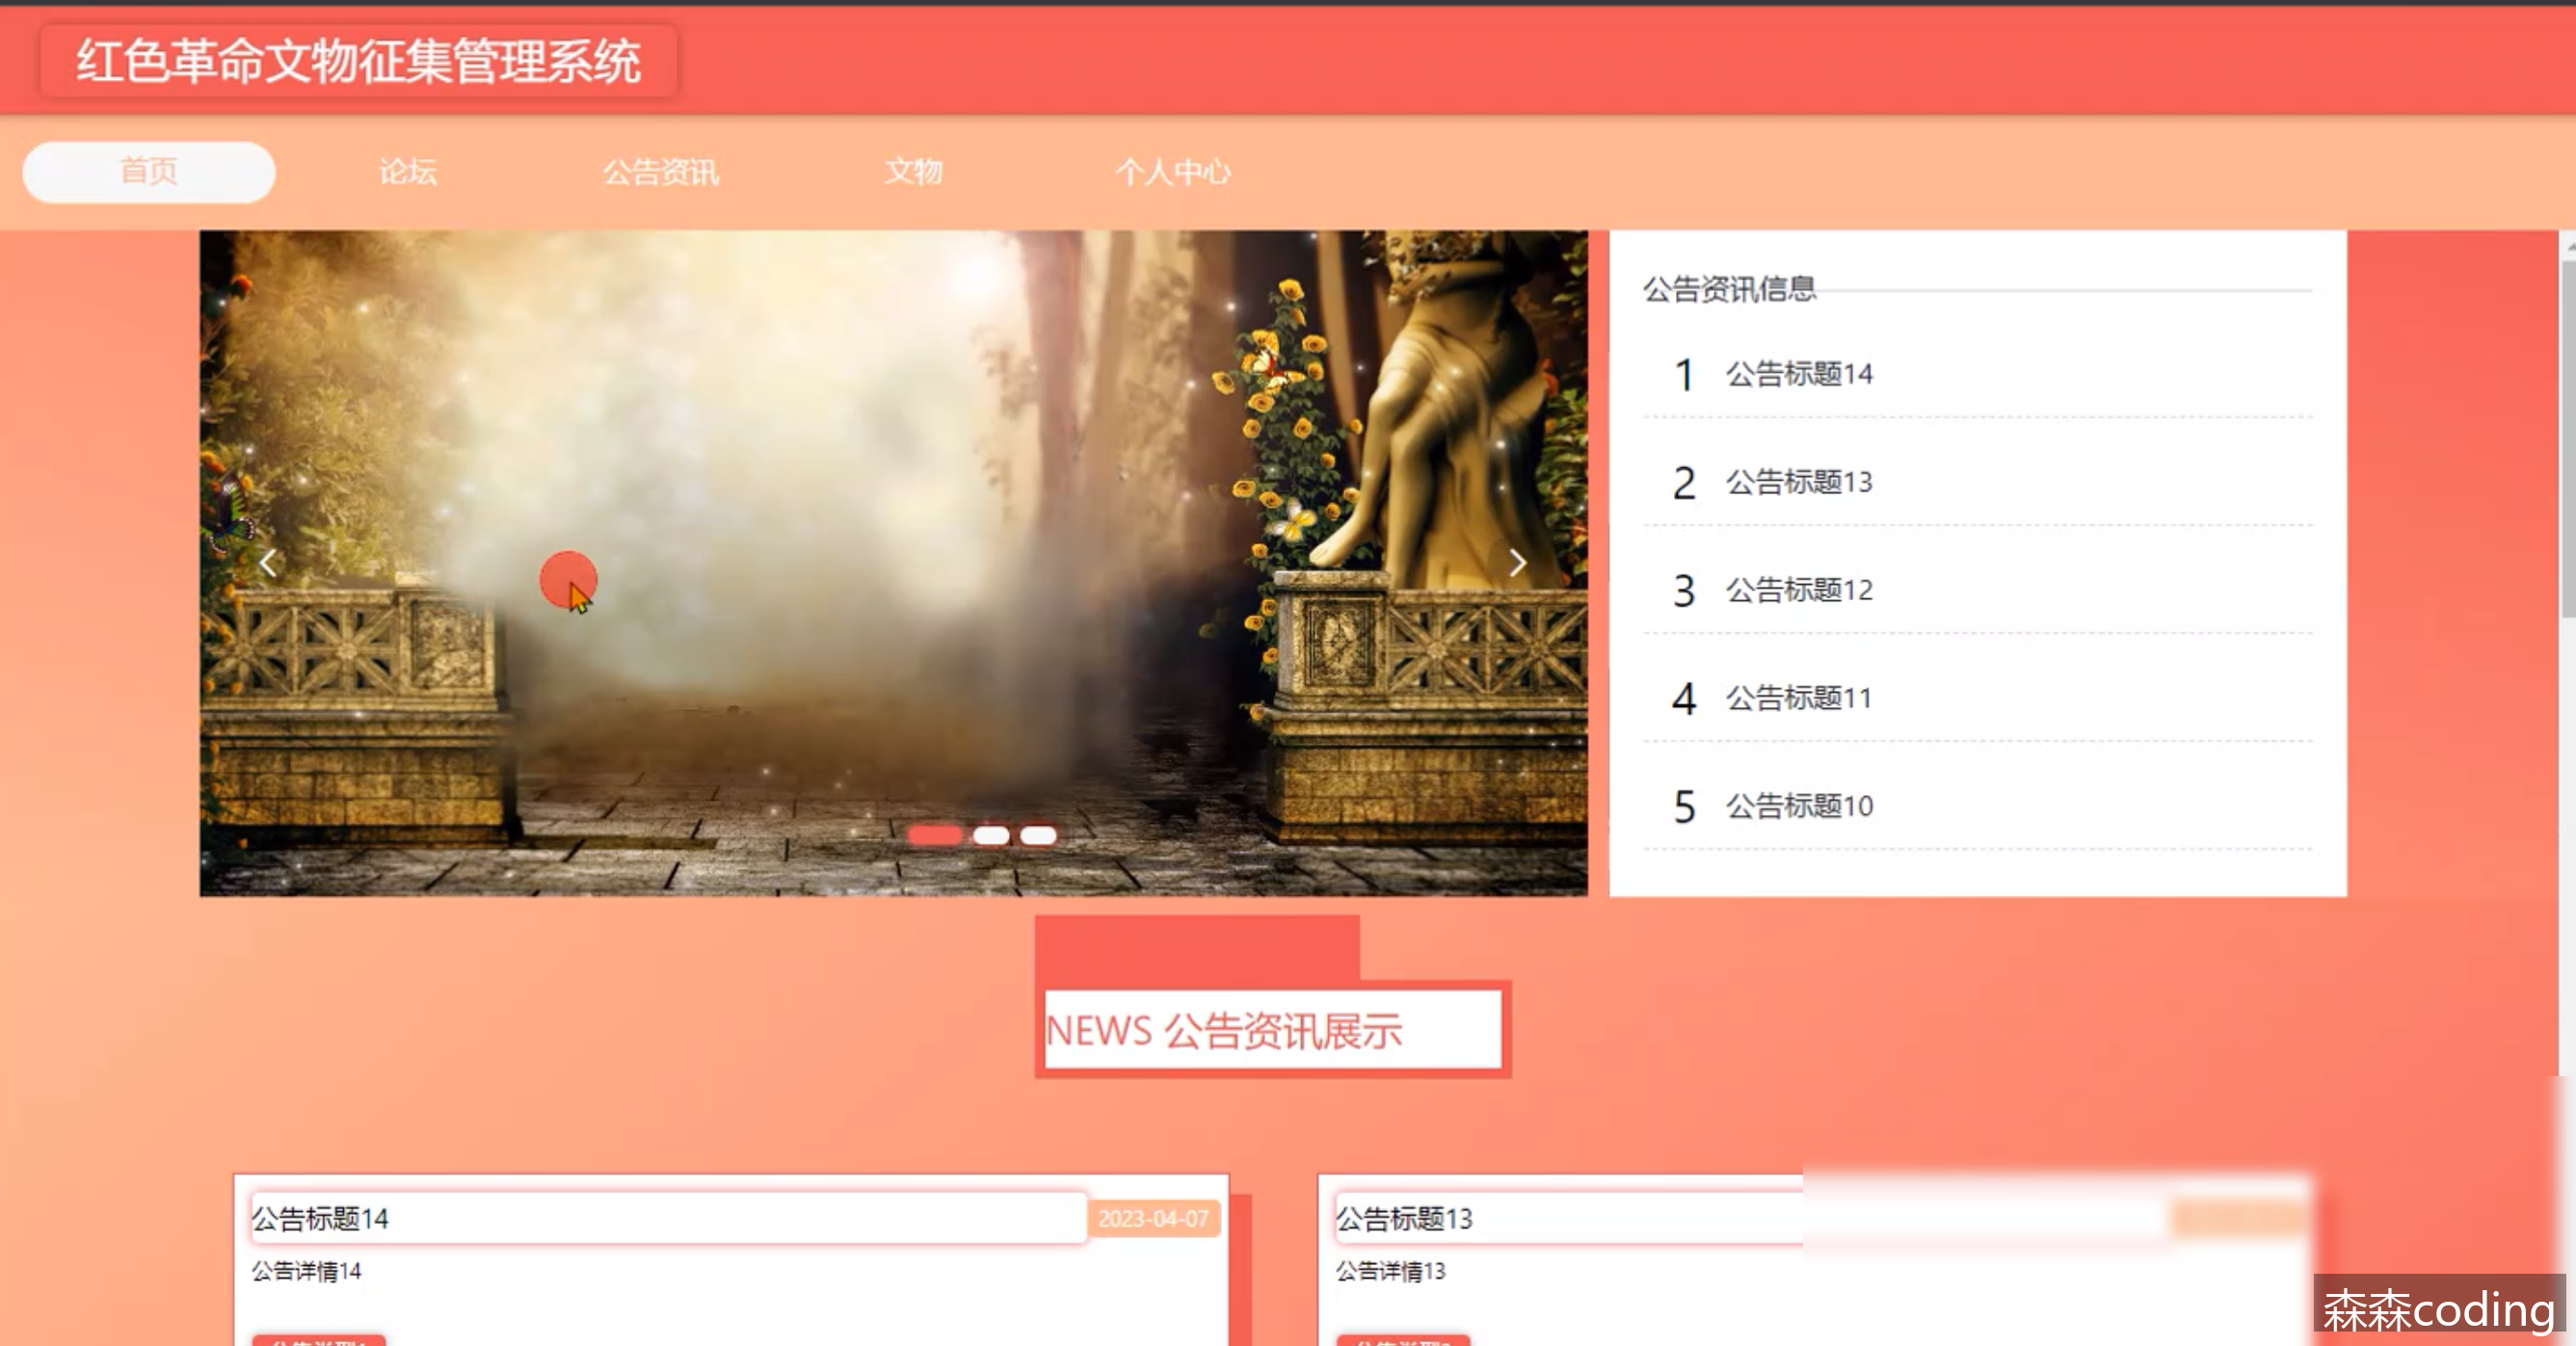 红色革命文物征集管理系统
首页 论坛 公告资讯 文物 个人中心
公告资讯信息
1 公告标题14
2 公告标题13
3 公告标题12
4 公告标题11
5 公告标题10
NEWS 公告资讯展示
公告标题14 2023-04-07
公告详情14
公告标题13
公告详情13
森森coding